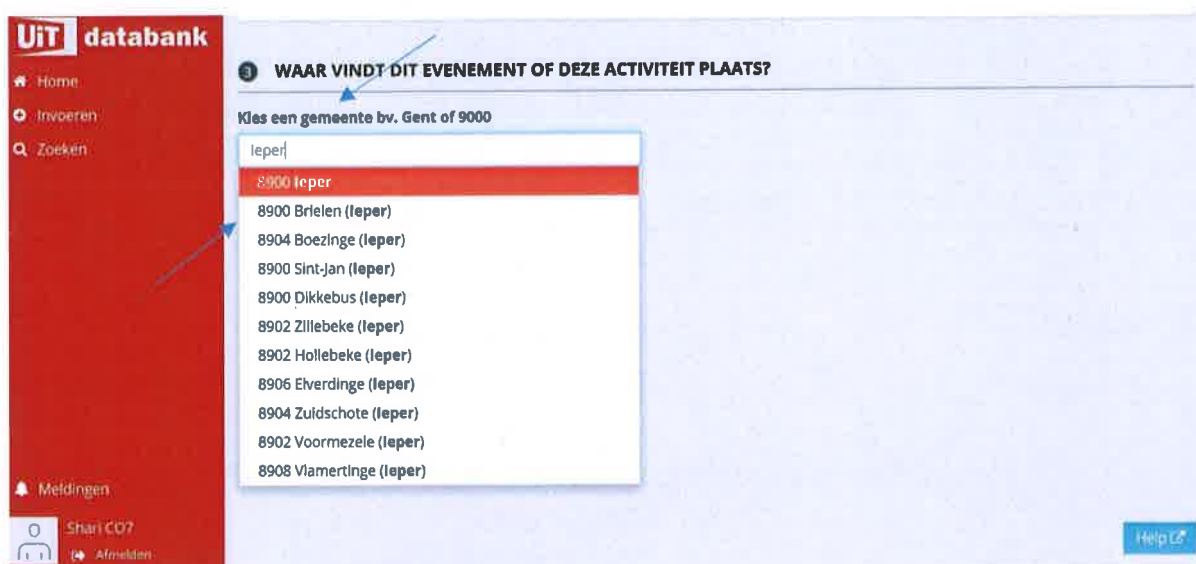 UiT databank
Home
Invoeren
Zoeken
3 WAAR VINDT DIT EVENEMENT OF DEZE ACTIVITEIT PLAATS?
Kies een gemeente bv. Gent of 9000
Ieper
8900 Ieper
8900 Brielen (Ieper)
8904 Boezinge (Ieper)
8900 Sint-Jan (Ieper)
8900 Dikkebus (Ieper)
8902 Zillebeke (Ieper)
8902 Hollebeke (Ieper)
8906 Elverdinge (Ieper)
8904 Zuidschote (Ieper)
8902 Voormezele (Ieper)
8908 Vlamertinge (Ieper)
Meldingen
Shari CO7
Afmelden
Help